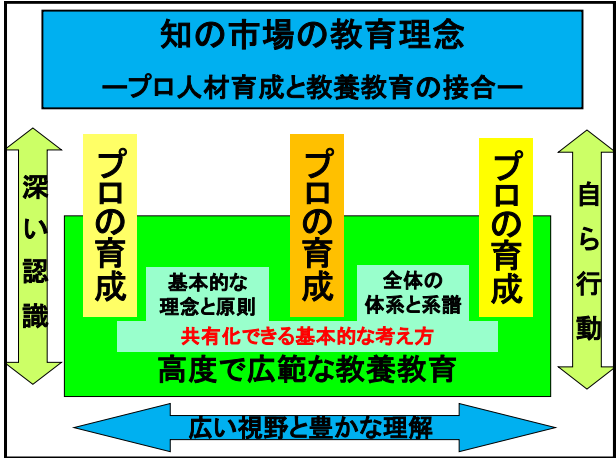 知の市場の教育理念
―プロ人材育成と教養教育の接合―
深い認識
プロの育成
プロの育成
プロの育成
自ら行動
基本的な
理念と原則
全体の
体系と系譜
共有化できる基本的な考え方
高度で広範な教養教育
広い視野と豊かな理解